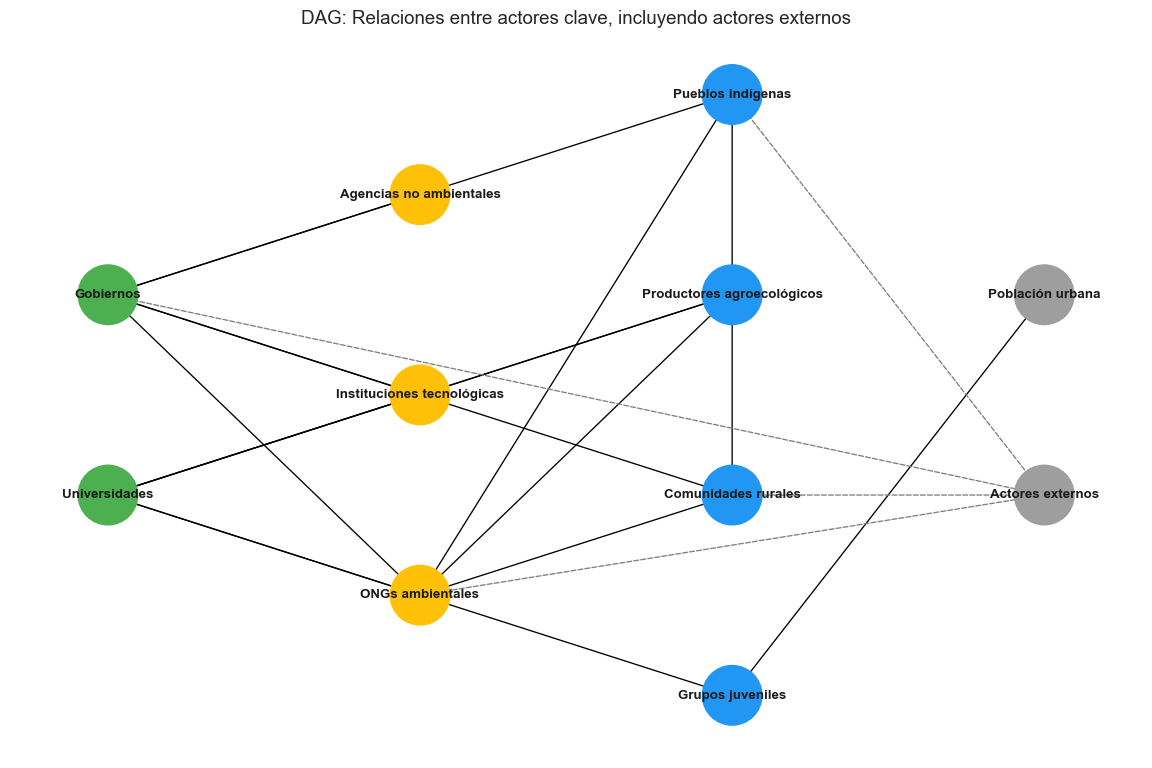 DAG: Relaciones entre actores clave, incluyendo actores externos
Pueblos indígenas
Agencias no ambientales
Gobiernos
Productores agroecológicos
Población urbana
Instituciones tecnológicas
Universidades
Comunidades rurales
Actores externos
ONGs ambientales
Grupos juveniles